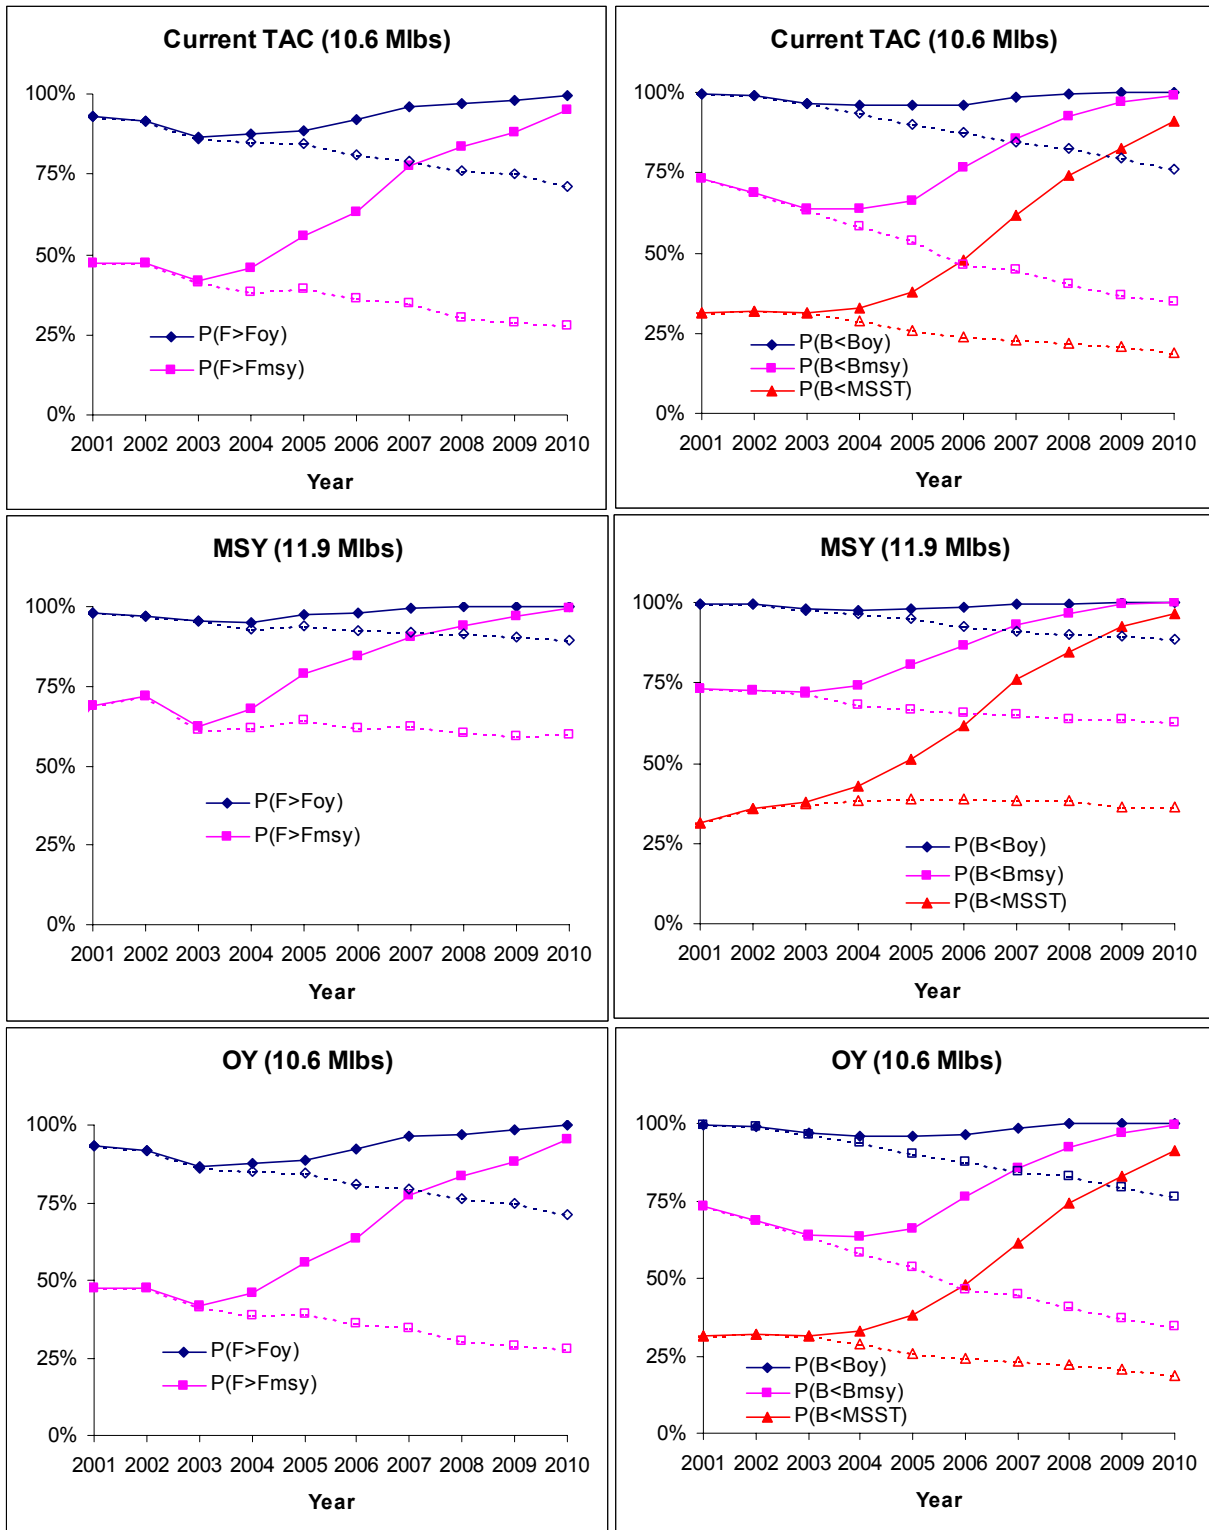 Current TAC (10.6 Mlbs)
100%
75%
50%
25%
0%
P(F>Foy)
P(F>Fmsy)
2001 2002 2003 2004 2005 2006 2007 2008 2009 2010
Year
Current TAC (10.6 Mlbs)
100%
75%
50%
25%
0%
P(B<Boy)
P(B<Bmsy)
P(B<MSST)
2001 2002 2003 2004 2005 2006 2007 2008 2009 2010
Year
MSY (11.9 Mlbs)
100%
75%
50%
25%
0%
P(F>Foy)
P(F>Fmsy)
2001 2002 2003 2004 2005 2006 2007 2008 2009 2010
Year
MSY (11.9 Mlbs)
100%
75%
50%
25%
0%
P(B<Boy)
P(B<Bmsy)
P(B<MSST)
2001 2002 2003 2004 2005 2006 2007 2008 2009 2010
Year
OY (10.6 Mlbs)
100%
75%
50%
25%
0%
P(F>Foy)
P(F>Fmsy)
2001 2002 2003 2004 2005 2006 2007 2008 2009 2010
Year
OY (10.6 Mlbs)
100%
75%
50%
25%
0%
P(B<Boy)
P(B<Bmsy)
P(B<MSST)
2001 2002 2003 2004 2005 2006 2007 2008 2009 2010
Year